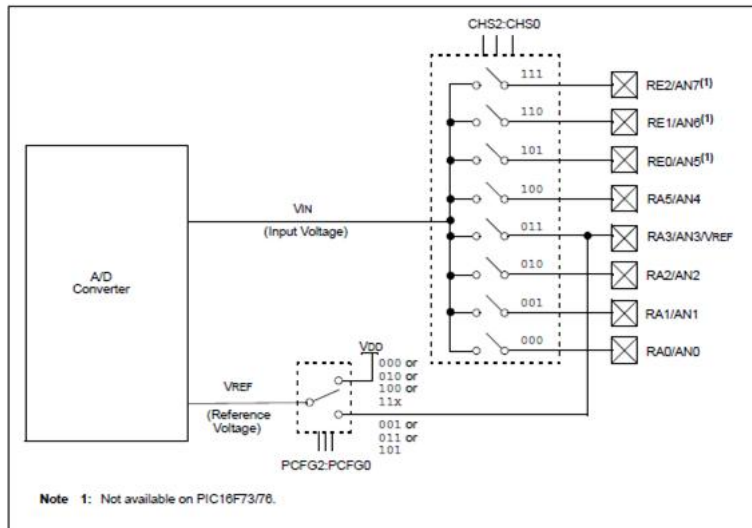 CHS2:CHS0
111
RE2/AN7(1)
110
RE1/AN6(1)
101
RE0/AN5(1)
100
RA5/AN4
VIN
(Input Voltage)
011
RA3/AN3/VREF
A/D
Converter
010
RA2/AN2
001
RA1/AN1
000
RA0/AN0
VDD
000 or
010 or
100 or
11x
VREF
(Reference
Voltage)
001 or
011 or
101
PCFG2:PCFG0
Note 1: Not available on PIC16F73/76.